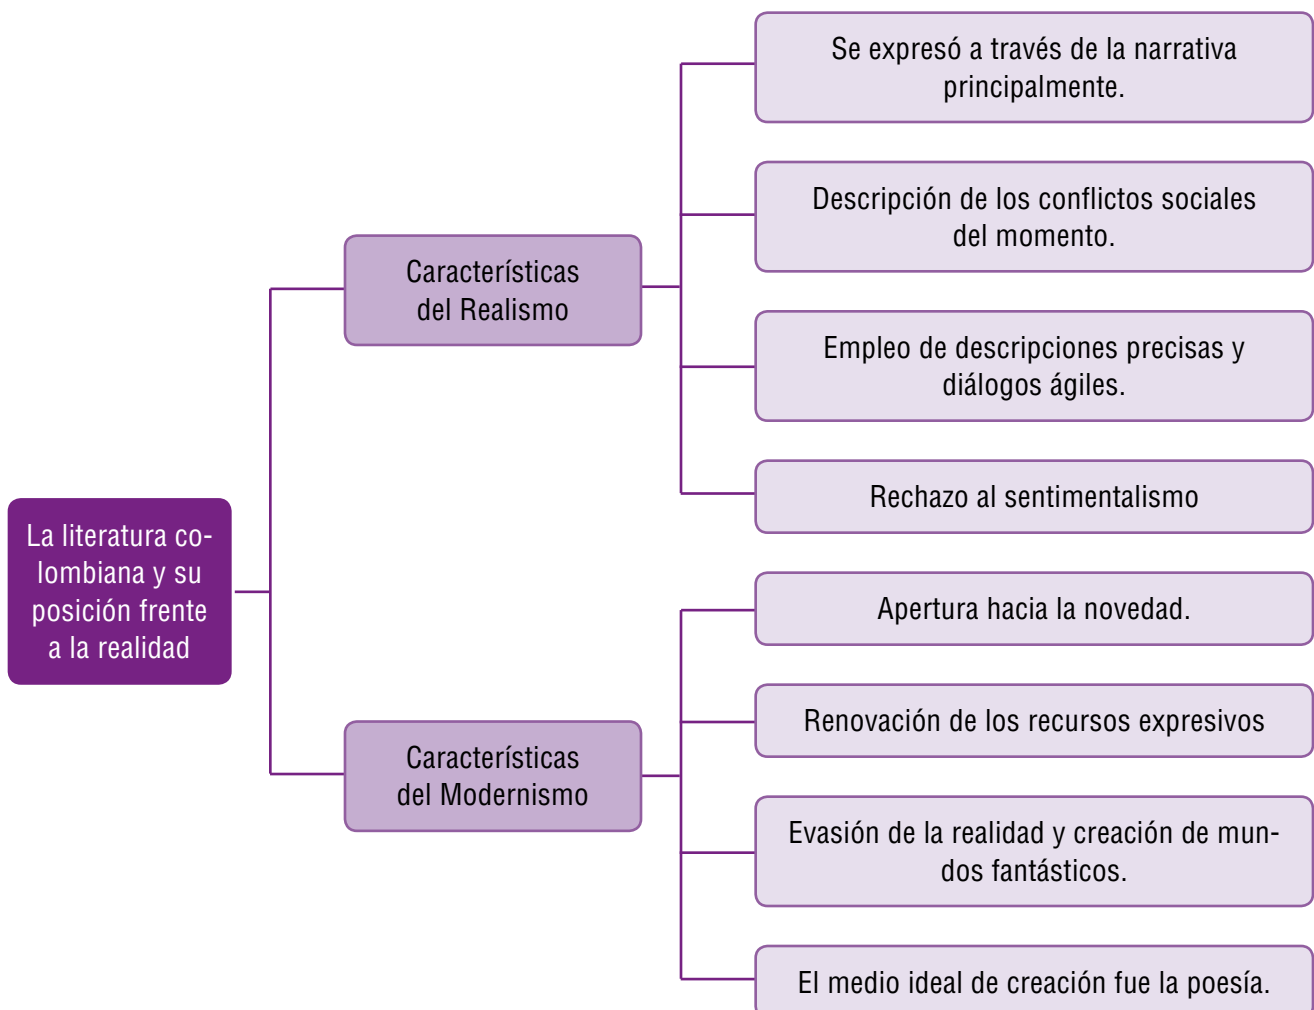 La literatura co-
lombiana y su
posición frente
a la realidad
Característícas
del Realismo
Se expresó a través de la narrativa
principalmente.
Descripción de los conflictos sociales
del momento.
Empleo de descripciones precisas y
diálogos ágiles.
Rechazo al sentimentalismo
Característícas
del Modernismo
Apertura hacia la novedad.
Renovación de los recursos expresivos
Evasión de la realidad y creación de mun-
dos fantásticos.
El medio ideal de creación fue la poesía.